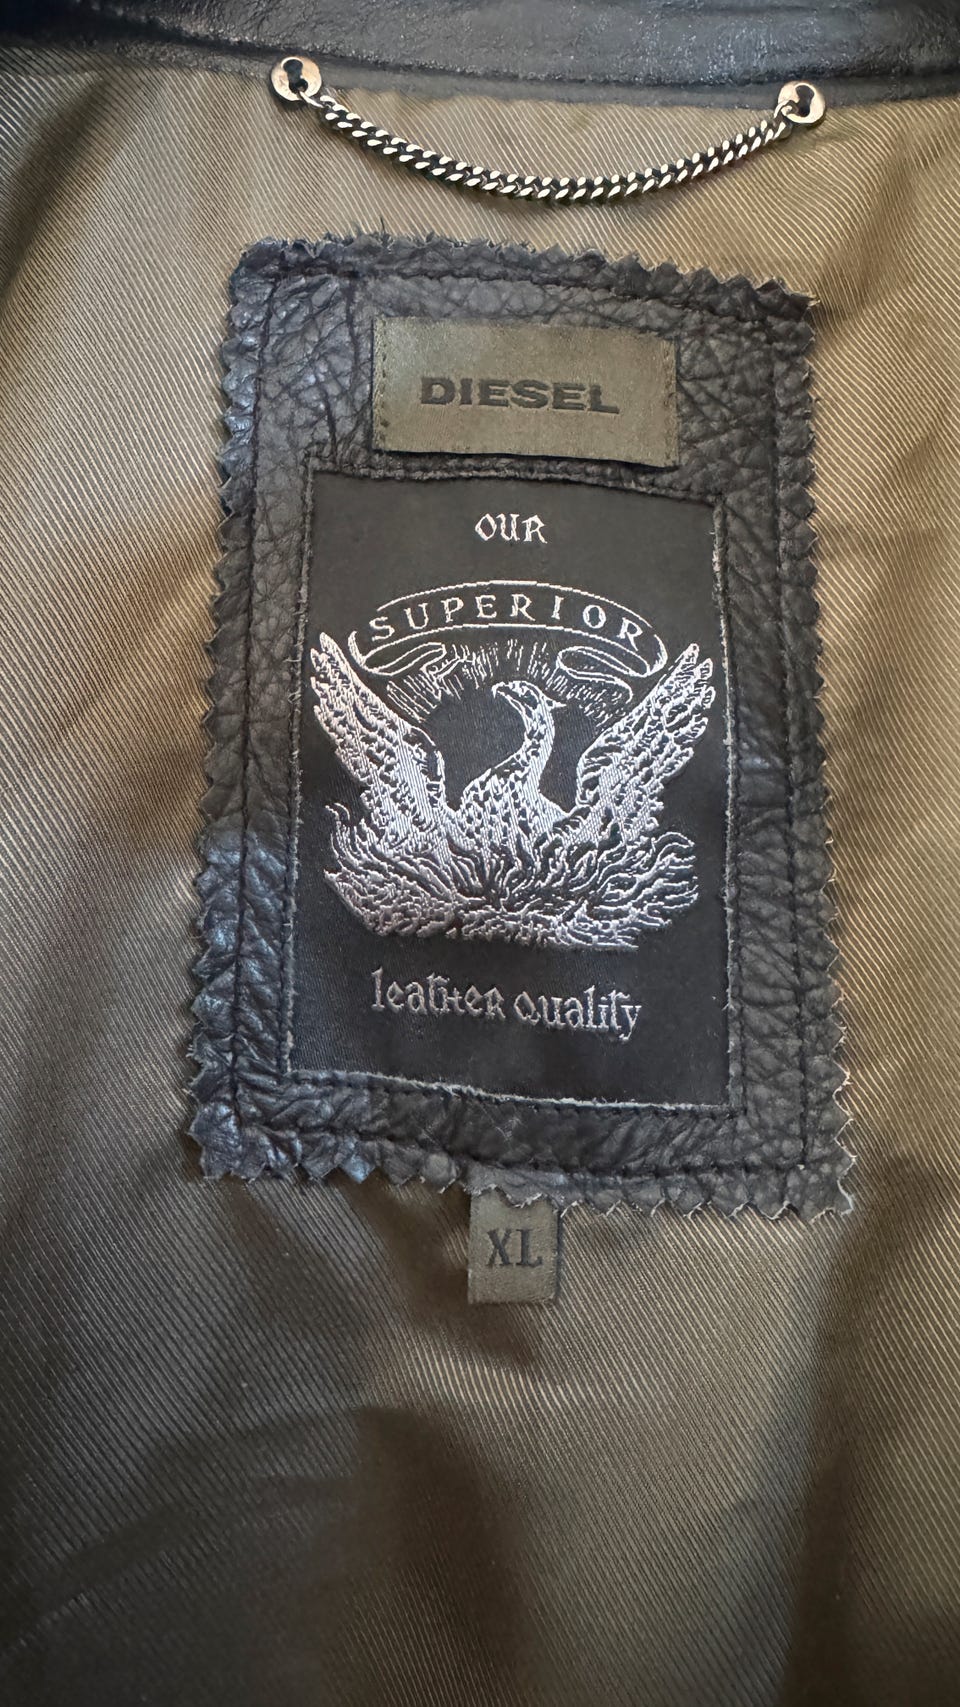 DIESEL
OUR
SUPERIOR
leather quality
XL